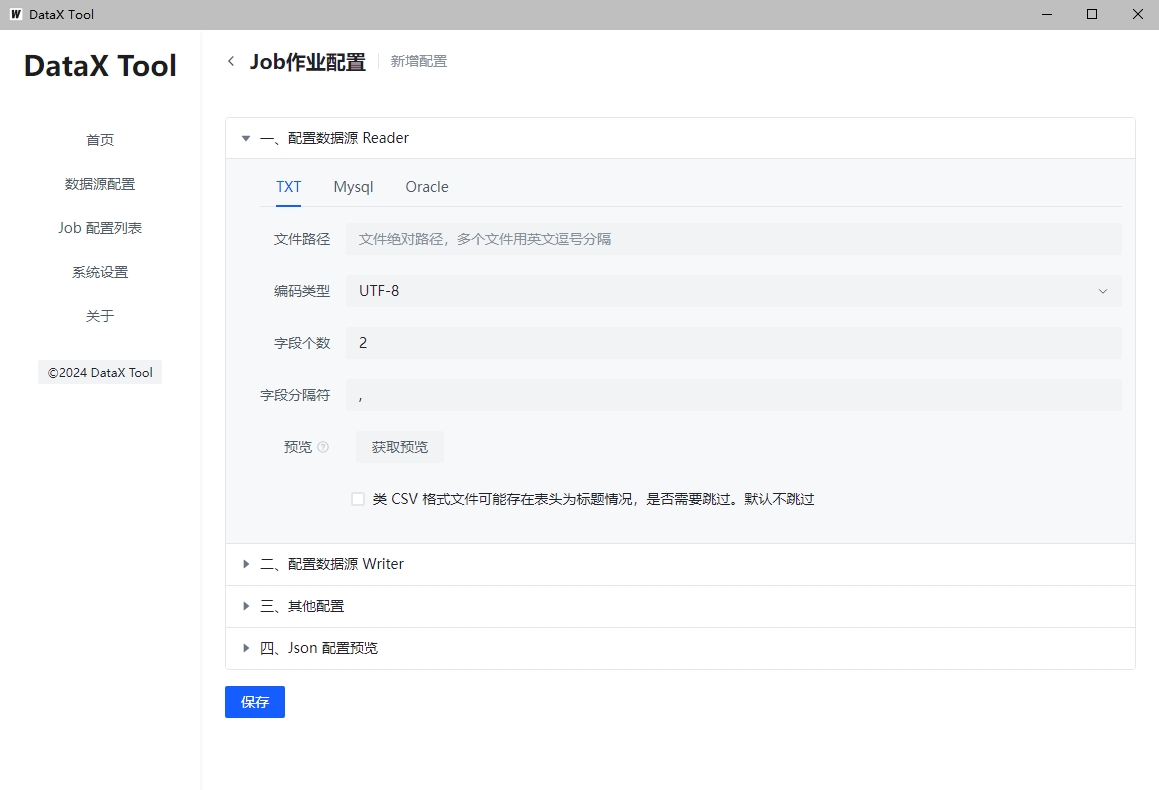 W DataX Tool
DataX Tool
首页
数据源配置
Job 配置列表
系统设置
关于
©2024 DataX Tool
Job作业配置 新增配置
一、配置数据源 Reader
TXT Mysql Oracle
文件路径 文件绝对路径，多个文件用英文逗号分隔
编码类型 UTF-8
字段个数 2
字段分隔符 ,
预览 ? 获取预览
类 CSV 格式文件可能存在表头为标题情况，是否需要跳过。默认不跳过
二、配置数据源 Writer
三、其他配置
四、Json 配置预览
保存